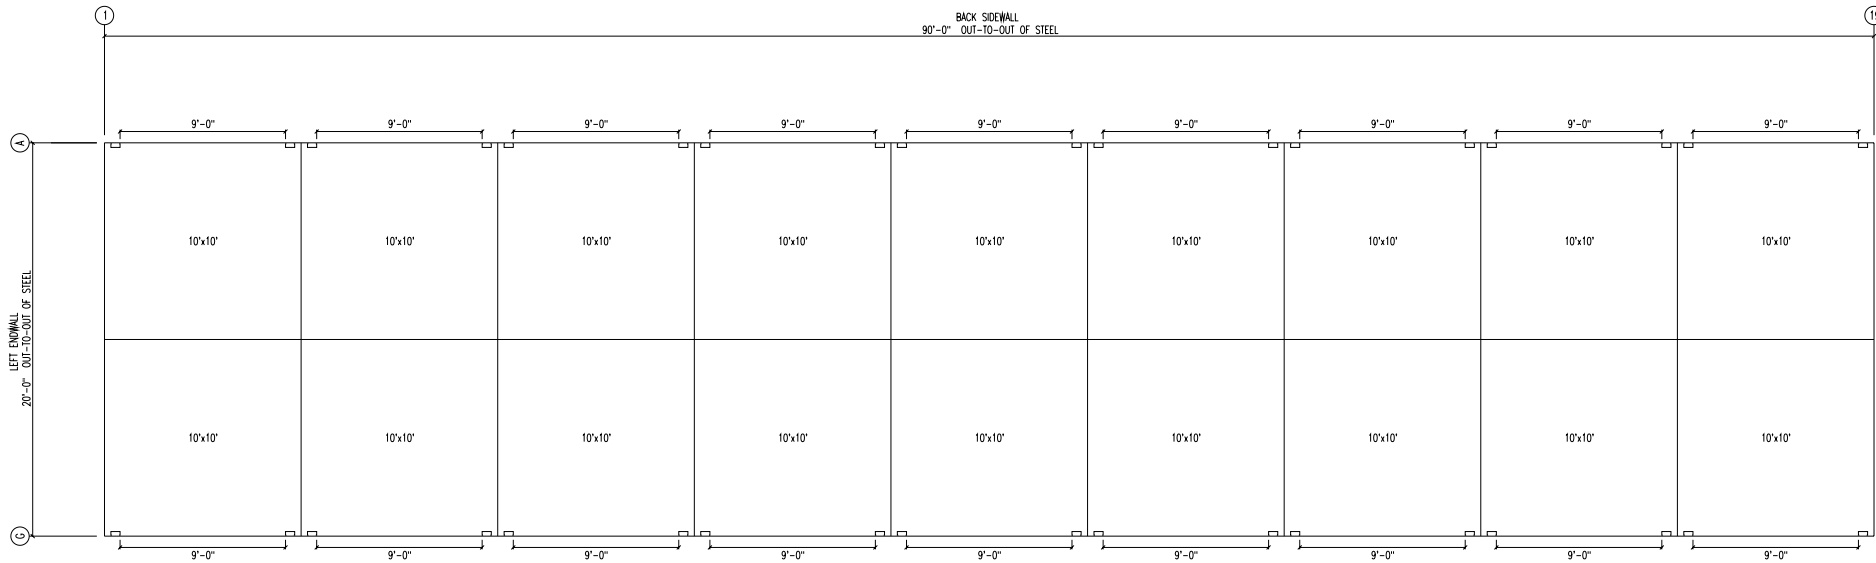 1
BACK SIDEWALL
90'-0" OUT-TO-OUT OF STEEL
A
9'-0" 9'-0" 9'-0" 9'-0" 9'-0" 9'-0" 9'-0" 9'-0" 9'-0"
10'x10' 10'x10' 10'x10' 10'x10' 10'x10' 10'x10' 10'x10' 10'x10' 10'x10'
LEFT ENDWALL
20'-0" OUT-TO-OUT OF STEEL
10'x10' 10'x10' 10'x10' 10'x10' 10'x10' 10'x10' 10'x10' 10'x10' 10'x10'
G
9'-0" 9'-0" 9'-0" 9'-0" 9'-0" 9'-0" 9'-0" 9'-0" 9'-0"